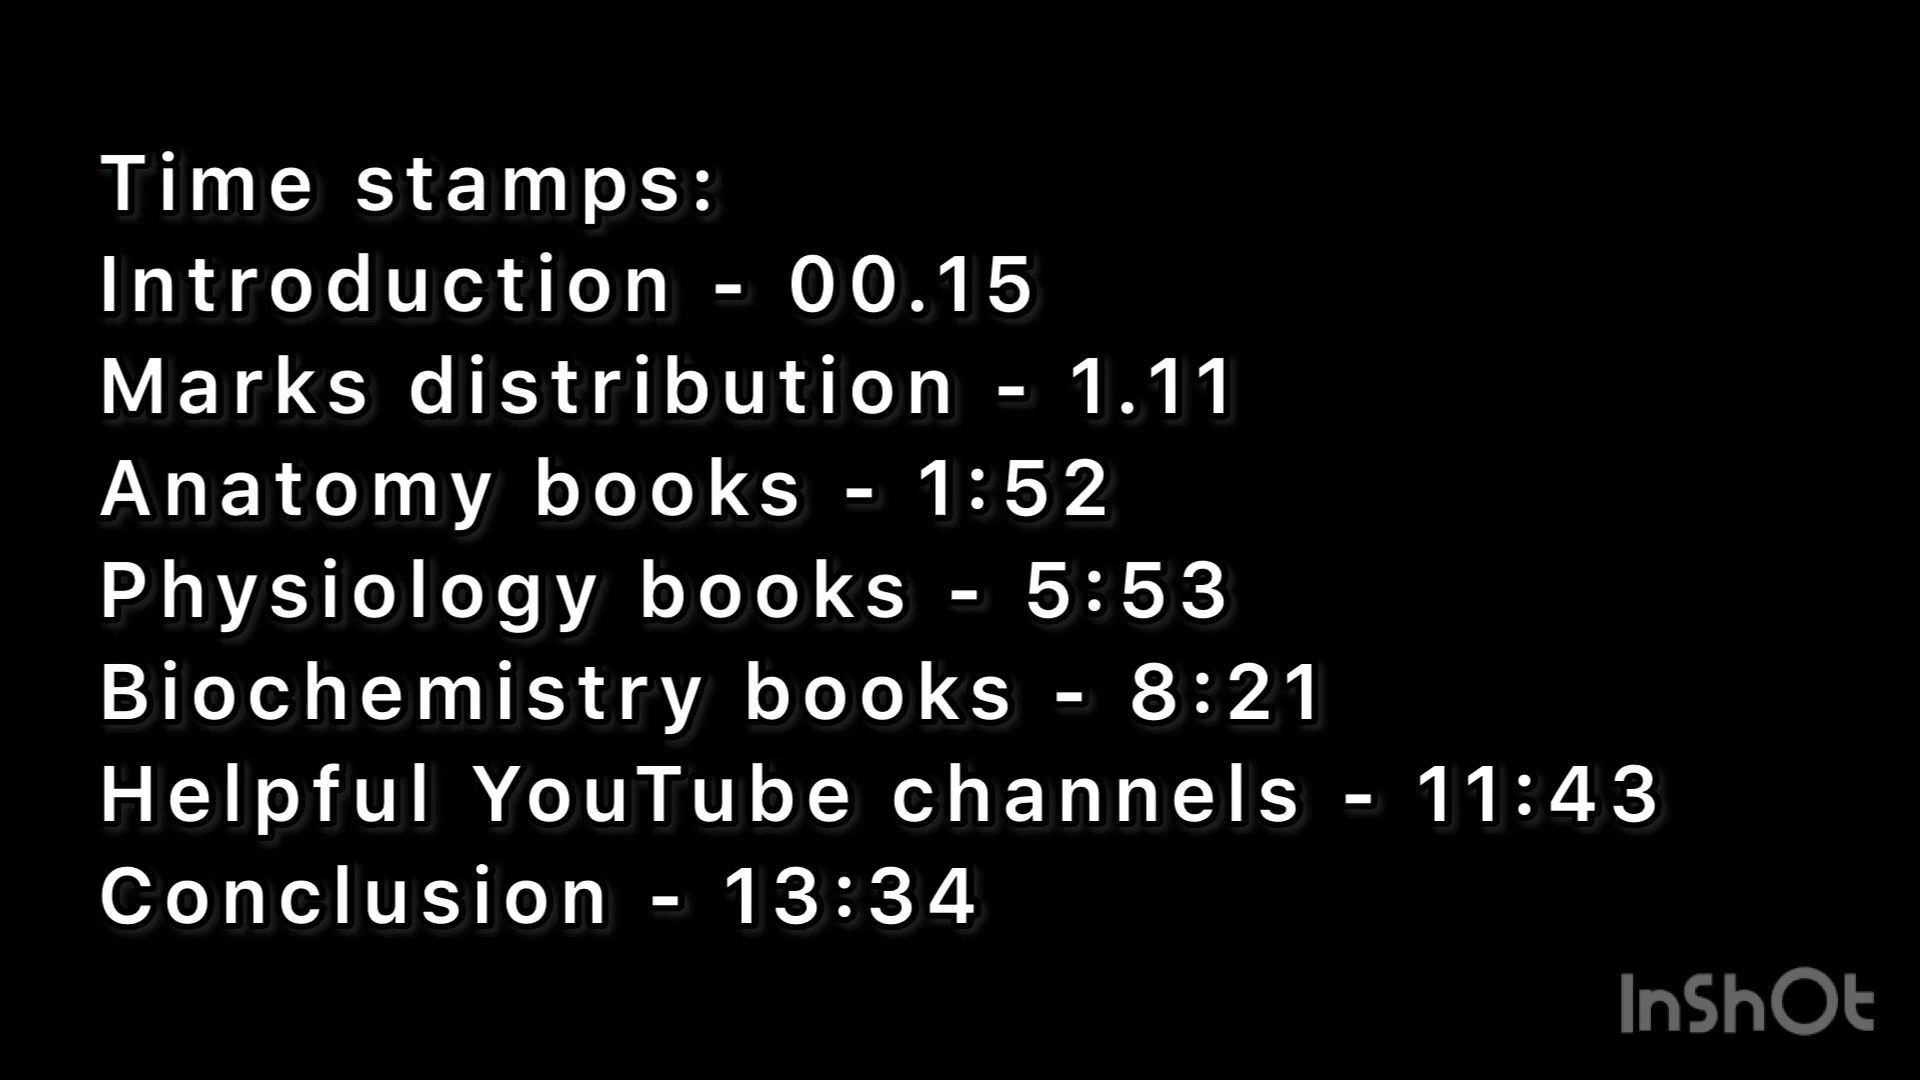 Time stamps:
Introduction - 00.15
Marks distribution - 1.11
Anatomy books - 1:52
Physiology books - 5:53
Biochemistry books - 8:21
Helpful YouTube channels - 11:43
Conclusion - 13:34
InShOt